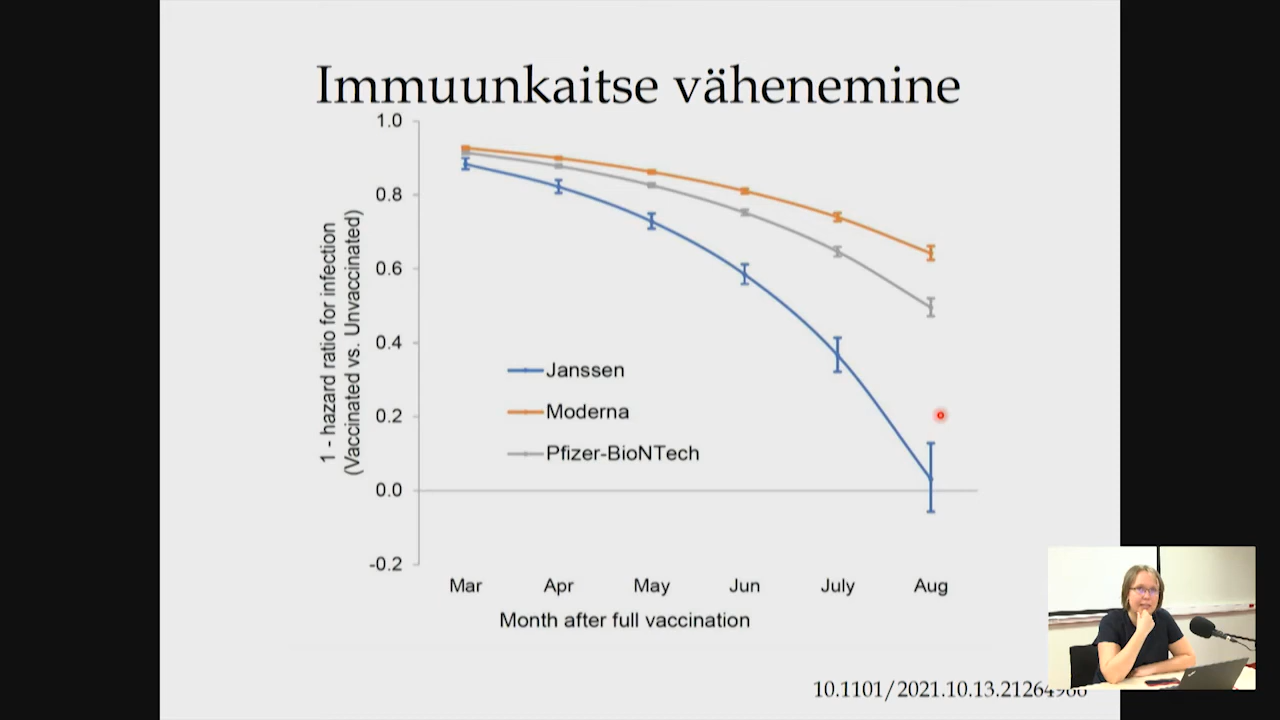 Immuunkaitse vähenemine
1 - hazard ratio for infection
(Vaccinated vs. Unvaccinated)
1.0
0.8
0.6
0.4
0.2
0.0
-0.2
Janssen
Moderna
Pfizer-BioNTech
Mar Apr May Jun July Aug
Month after full vaccination
10.1101/2021.10.13.21264966